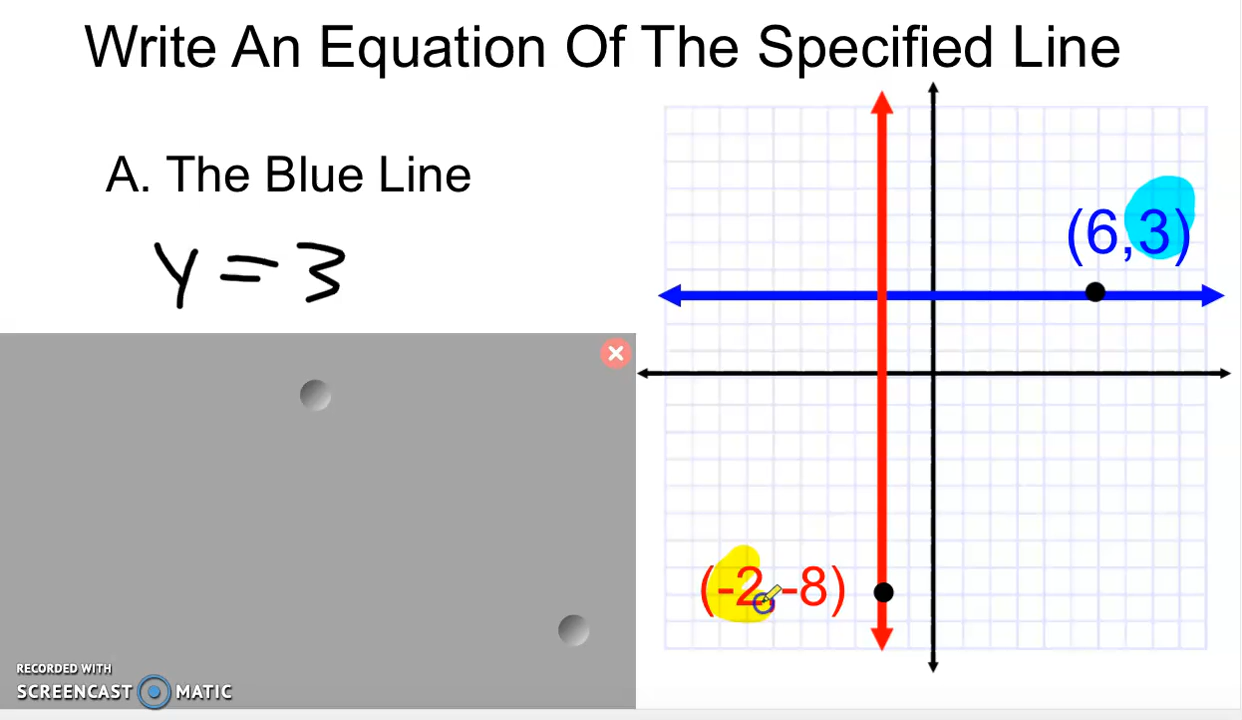 Write An Equation Of The Specified Line
A. The Blue Line
y = 3
(6,3)
(-2,-8)
RECORDED WITH
SCREENCAST MATIC